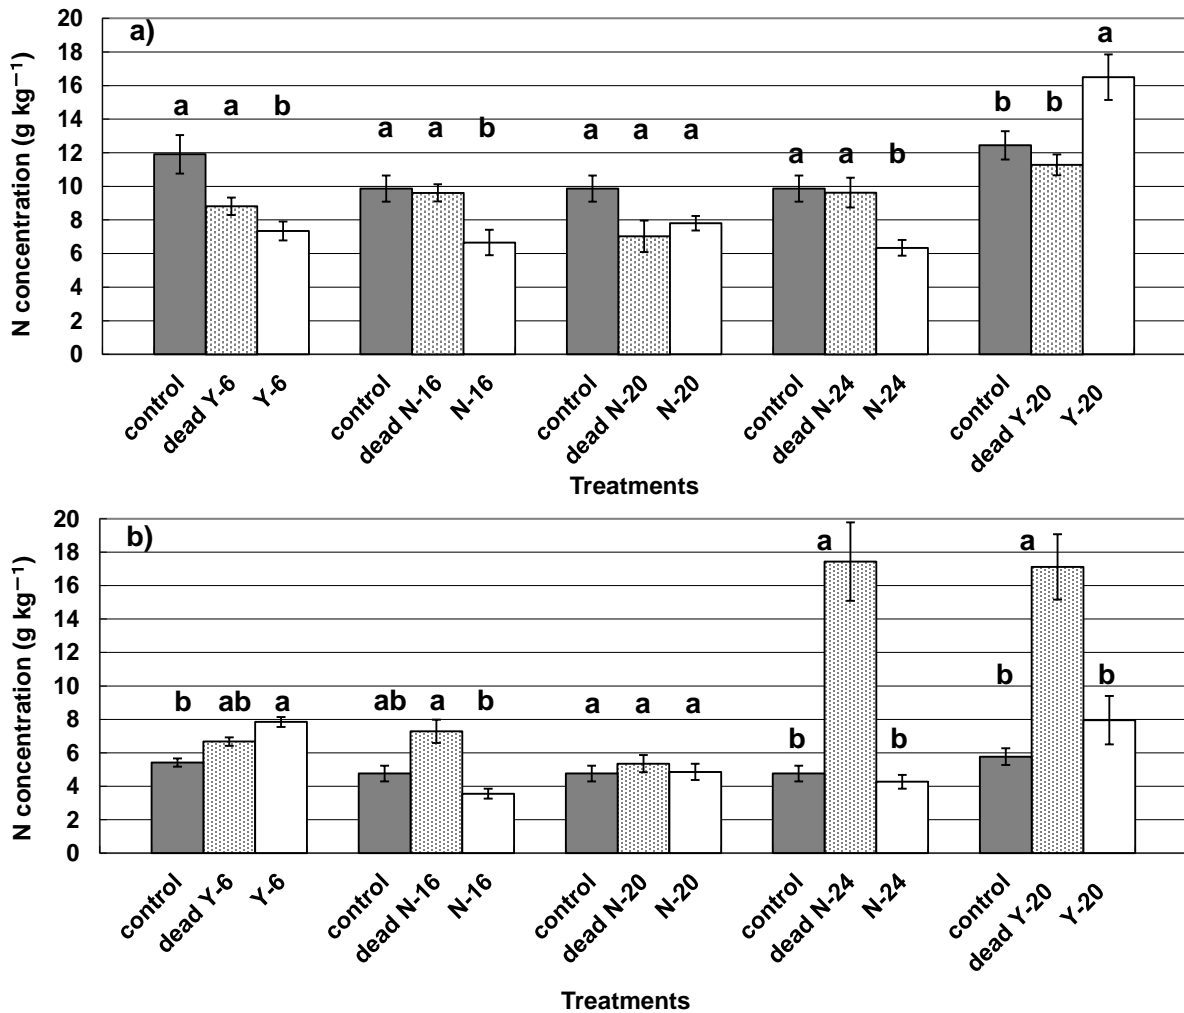 a)
N concentration (g kg⁻¹)
20
18
16
14
12
10
8
6
4
2
0
a a b
a a b
a a a
a a b
b b a
control dead Y-6 Y-6 control dead N-16 N-16 control dead N-20 N-20 control dead N-24 N-24 control dead Y-20 Y-20
Treatments
b)
N concentration (g kg⁻¹)
20
18
16
14
12
10
8
6
4
2
0
b ab a
ab a b
a a a
b a b
b a b
control dead Y-6 Y-6 control dead N-16 N-16 control dead N-20 N-20 control dead N-24 N-24 control dead Y-20 Y-20
Treatments